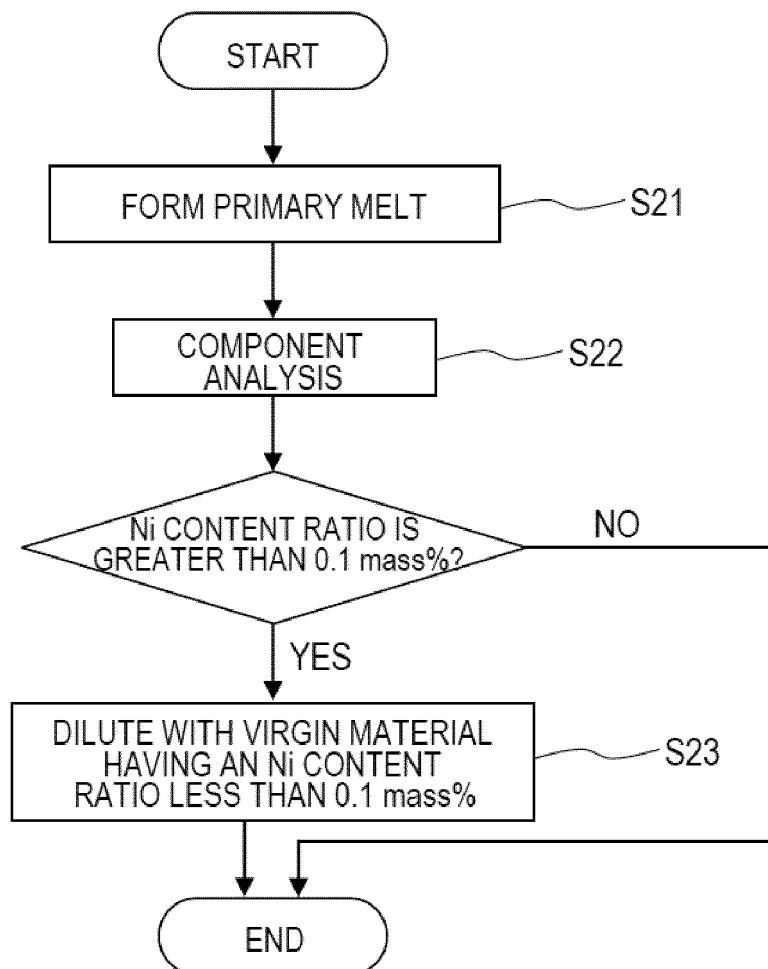 START
FORM PRIMARY MELT
S21
COMPONENT
ANALYSIS
S22
Ni CONTENT RATIO IS
GREATER THAN 0.1 mass%?
NO
YES
DILUTE WITH VIRGIN MATERIAL
HAVING AN Ni CONTENT
RATIO LESS THAN 0.1 mass%
S23
END